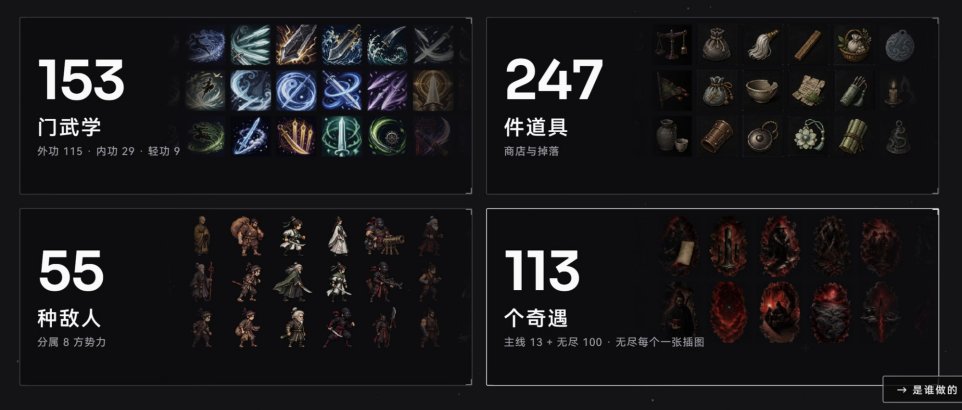 153
门武学
外功 115 · 内功 29 · 轻功 9
247
件道具
商店与掉落
55
种敌人
分属 8 方势力
113
个奇遇
主线 13 + 无尽 100 · 无尽每个一张插图
→ 是谁做的